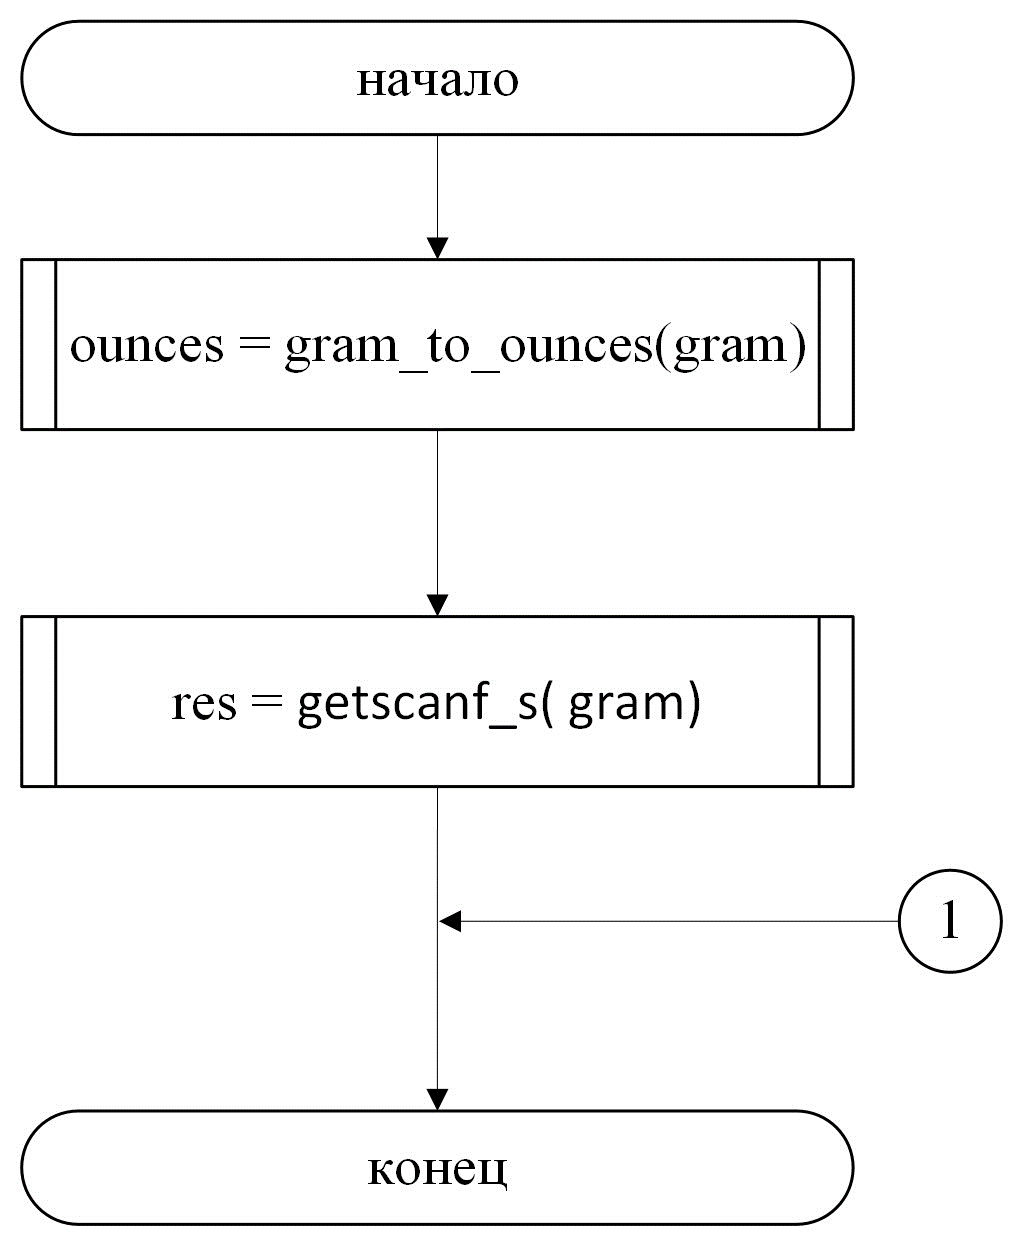 начало
ounces = gram_to_ounces(gram)
res = getscanf_s( gram)
1
конец